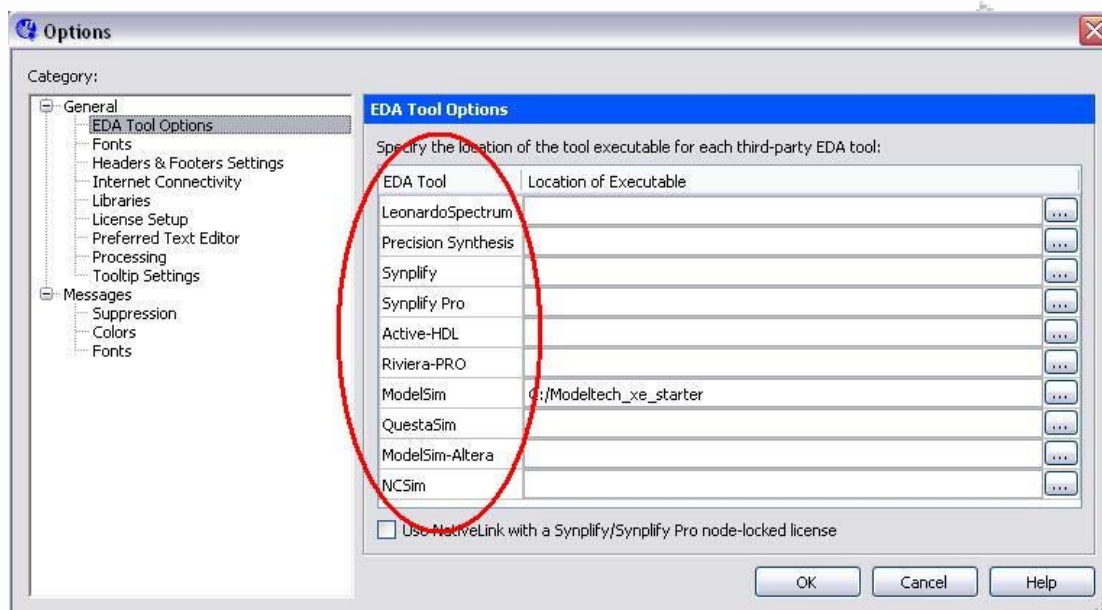 Options
Category:
General
EDA Tool Options
Fonts
Headers & Footers Settings
Internet Connectivity
Libraries
License Setup
Preferred Text Editor
Processing
Tooltip Settings
Messages
Suppression
Colors
Fonts
EDA Tool Options
Specify the location of the tool executable for each third-party EDA tool:
EDA Tool Location of Executable
LeonardoSpectrum ...
Precision Synthesis ...
Synplify ...
Synplify Pro ...
Active-HDL ...
Riviera-PRO ...
ModelSim C:/Modeltech_xe_starter ...
QuestaSim ...
ModelSim-Altera ...
NCSim ...
Use NativeLink with a Synplify/Synplify Pro node-locked license
OK Cancel Help